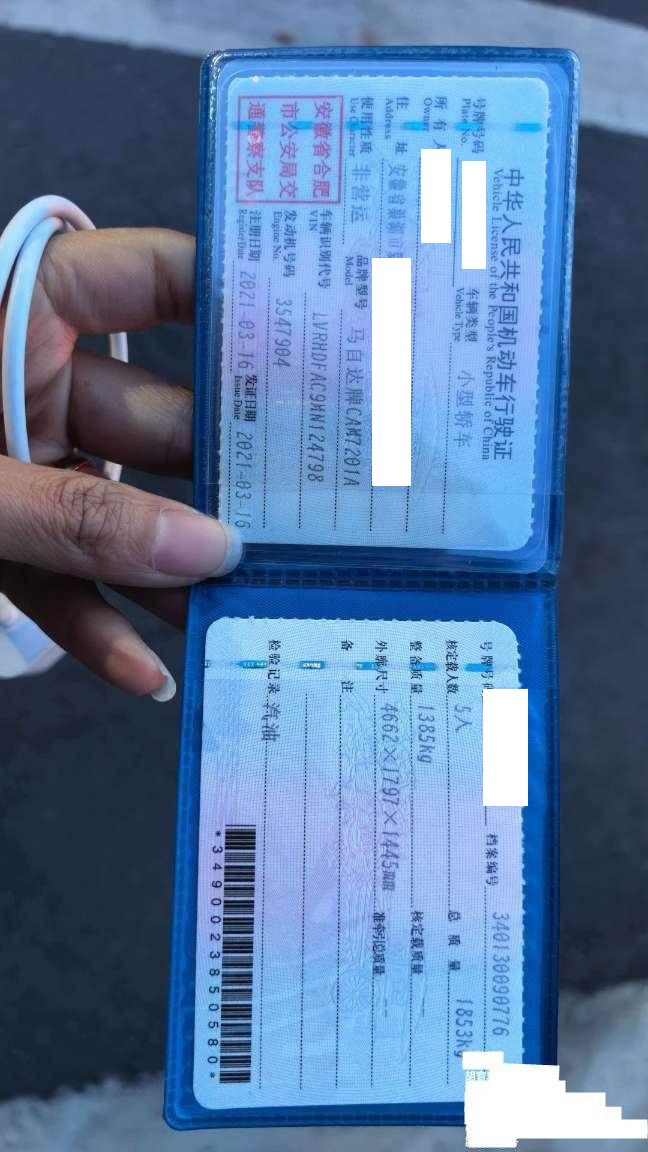 中华人民共和国机动车行驶证
Vehicle License of the People's Republic of China
号牌号码 车辆类型 小型轿车
Plate No. Vehicle Type
所有人
Owner
住址 安徽省巢湖市
Address
使用性质 非营运 品牌型号 马自达牌CAM7201A
Use Character Model
安徽省合肥
市公安局交
通警察支队
车辆识别代号 LVRHDFAC9MN124798
VIN
发动机号码 3547904
Engine No.
注册日期 2021-03-16 发证日期 2021-03-16
Register Date Issue Date
号牌号码 档案编号 340130090776
核定载人数 5人 总质量 1853kg
整备质量 1385kg 核定载质量 --
外廓尺寸 4662×1797×1445mm 准牵引总质量 --
备注
检验记录 汽油
*3490023850580*